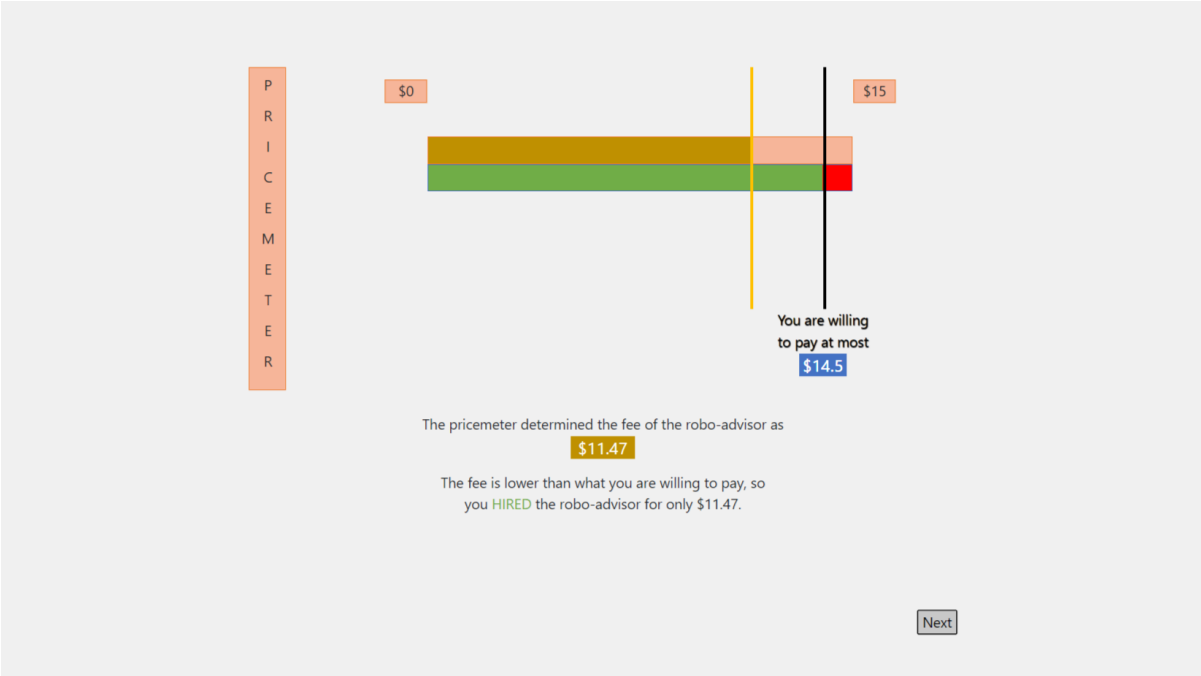 P
R
I
C
E
M
E
T
E
R
$0
$15
You are willing
to pay at most
$14.5
The pricemeter determined the fee of the robo-advisor as
$11.47
The fee is lower than what you are willing to pay, so
you HIRED the robo-advisor for only $11.47.
Next